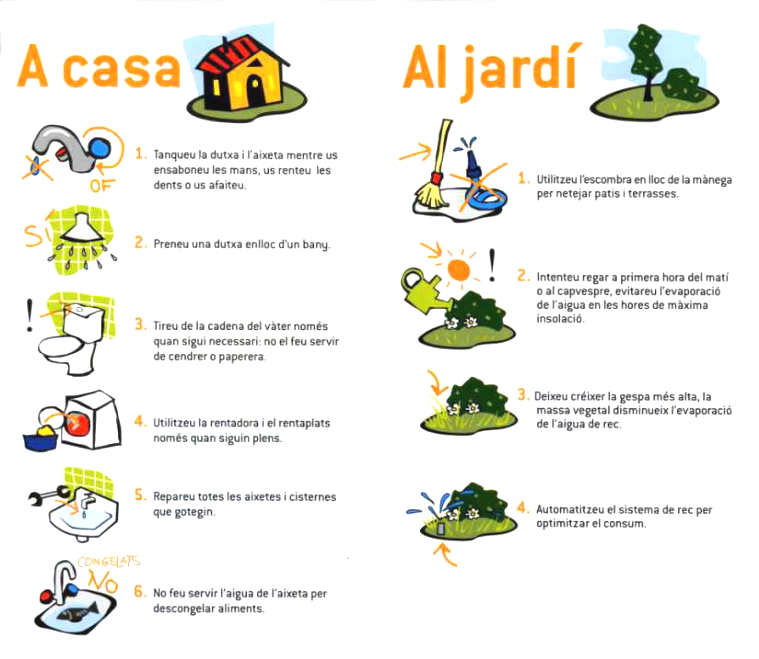 A casa
OF
1. Tanqueu la dutxa i l'aixeta mentre us
ensaboneu les mans, us renteu les
dents o us afaiteu.
SI
2. Preneu una dutxa enlloc d'un bany.
!
3. Tireu de la cadena del vàter només
quan sigui necessari: no el feu servir
de cendrer o paperera.
4. Utilitzeu la rentadora i el rentaplats
només quan siguin plens.
5. Repareu totes les aixetes i cisternes
que gotegin.
CONGELATS
NO
6. No feu servir l'aigua de l'aixeta per
descongelar aliments.
Al jardí
1. Utilitzeu l'escombra en lloc de la mànega
per netejar patis i terrasses.
!
2. Intenteu regar a primera hora del matí
o al capvespre, evitareu l'evaporació
de l'aigua en les hores de màxima
insolació.
3. Deixeu créixer la gespa més alta, la
massa vegetal disminueix l'evaporació
de l'aigua de rec.
4. Automatitzeu el sistema de rec per
optimitzar el consum.